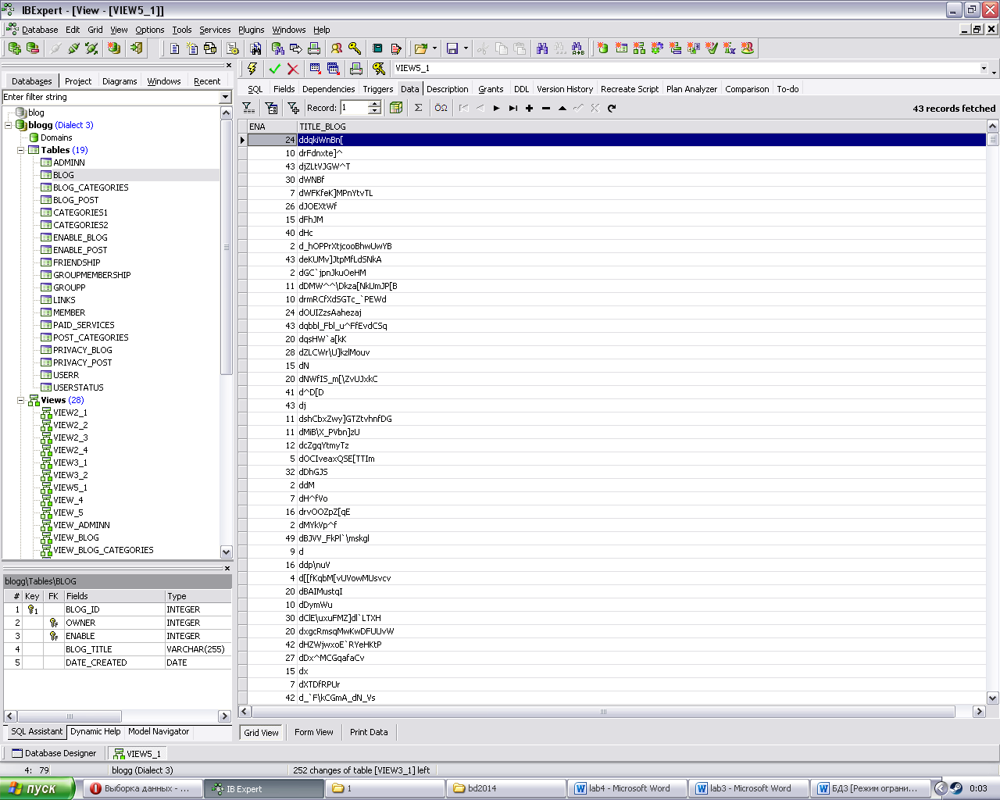 IBExpert - [View - [VIEW5_1]]
Database Edit Grid View Options Tools Services Plugins Windows Help
VIEW5_1
Databases Project Diagrams Windows Recent
Enter filter string
blog
blogg (Dialect 3)
Domains
Tables (19)
ADMINN
BLOG
BLOG_CATEGORIES
BLOG_POST
CATEGORIES1
CATEGORIES2
ENABLE_BLOG
ENABLE_POST
FRIENDSHIP
GROUPMEMBERSHIP
GROUPP
LINKS
MEMBER
PAID_SERVICES
POST_CATEGORIES
PRIVACY_BLOG
PRIVACY_POST
USERR
USERSTATUS
Views (28)
VIEW2_1
VIEW2_2
VIEW2_3
VIEW2_4
VIEW3_1
VIEW3_2
VIEW5_1
VIEW_4
VIEW_5
VIEW_ADMINN
VIEW_BLOG
VIEW_BLOG_CATEGORIES
blogg\Tables\BLOG
# Key FK Fields Type
1 1 BLOG_ID INTEGER
2 OWNER INTEGER
3 ENABLE INTEGER
4 BLOG_TITLE VARCHAR(255)
5 DATE_CREATED DATE
SQL Assistant Dynamic Help Model Navigator
SQL Fields Dependencies Triggers Data Description Grants DDL Version History Recreate Script Plan Analyzer Comparison To-do
Record: 1 Σ ÖΩ 43 records fetched
ENA TITLE_BLOG
24 ddqkiWnBn[
10 drFdnxte]^
43 djZLtVJGW^T
30 dWNBf
7 dWFKfeK]MPnYtvTL
26 dJOEXtWf
15 dFhJM
40 dHc
2 d_hOPPrXtjcooBhwUwYB
43 deKUMv]JtpMfLdSNkA
2 dGC`jpnJkuOeHM
11 dDMW^^\Dkza[NkUmJP[B
10 drmRCfXdSGTc_`PEWd
24 dOUIZzsAahezaj
43 dqbbl_Fbl_u^FfEvdCSq
20 dqsHW`a[kK
28 dZLCWr\U]kzlMouv
15 dN
20 dNWfIS_m[\ZvUJxkC
41 d^D[D
43 dj
11 dshCbxZwy]GTZtvhnfDG
11 dMiB\X_PVbn]zU
12 dcZgqYtmyTz
5 dOCIveaxQSE[TTIm
32 dDhGJS
2 ddM
7 dH^fVo
16 drvOOZpZ[qE
2 dMYkVp^f
49 dBJVV_FkPl`\mskgl
9 d
16 ddp\nuV
4 d[[fKqbM[vUVowMUsvcv
20 dBAIMustqI
10 dDymWu
30 dClE\uxuFMZ]dl`LTXH
20 dxgcRmsqMwKwDFUUvW
42 dHZWjwxoE`RYeHKtP
27 dDx^MCGqafaCv
15 dx
7 dXTDfRPUr
42 d_`F\kCGmA_dN_Vs
Grid View Form View Print Data
Database Designer VIEW5_1
4: 79 blogg (Dialect 3) 252 changes of table [VIEW3_1] left
пуск Выборка данных - ... IB Expert 1 bd2014 lab4 - Microsoft Word lab3 - Microsoft Word БД3 [Режим ограни... 0:03